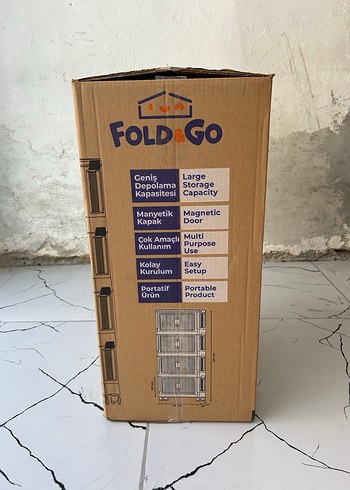 FOLD&GO
Geniş
Depolama
Kapasitesi
Large
Storage
Capacity
Manyetik
Kapak
Magnetic
Door
Çok Amaçlı
Kullanım
Multi
Purpose
Use
Kolay
Kurulum
Easy
Setup
Portatif
Ürün
Portable
Product